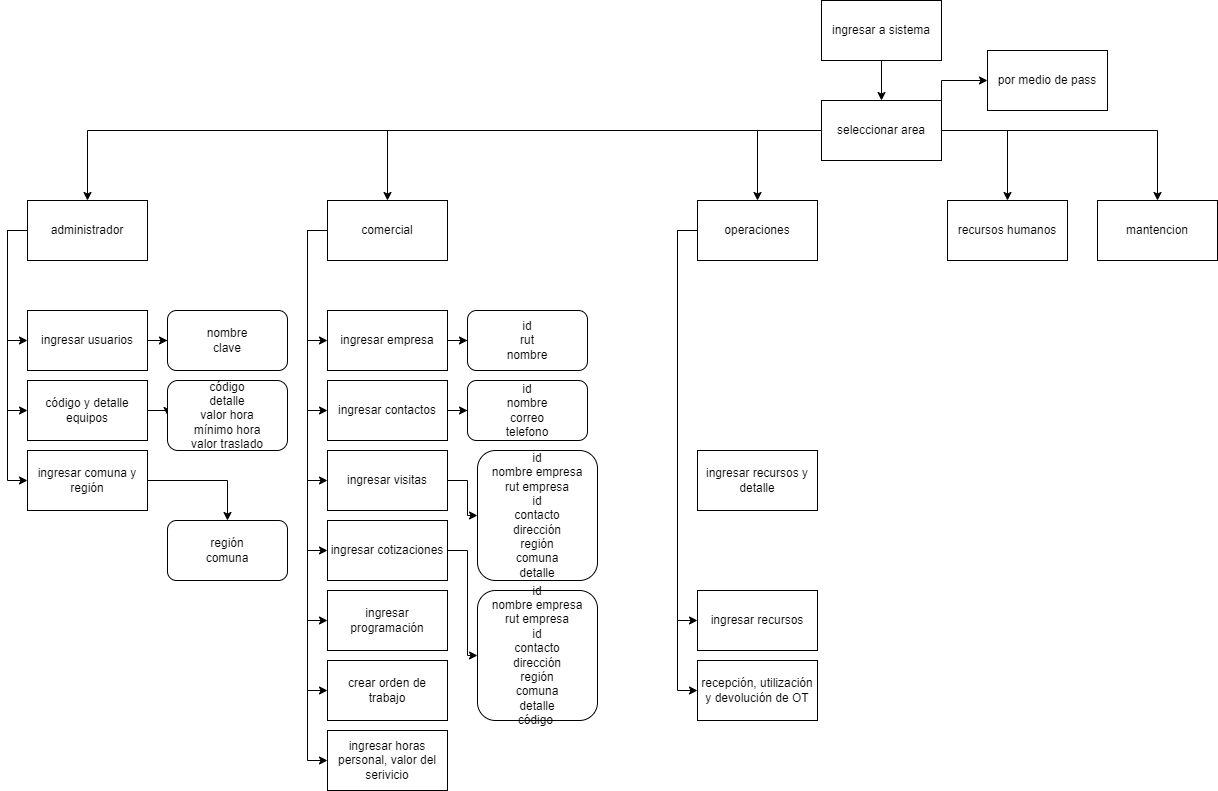 ingresar a sistema
por medio de pass
seleccionar area
administrador
comercial
operaciones
recursos humanos
mantencion
ingresar usuarios
nombre
clave
código y detalle
equipos
código
detalle
valor hora
mínimo hora
valor traslado
ingresar comuna y
región
región
comuna
ingresar empresa
id
rut
nombre
ingresar contactos
id
nombre
correo
telefono
ingresar visitas
id
nombre empresa
rut empresa
id
contacto
dirección
región
comuna
detalle
ingresar cotizaciones
id
nombre empresa
rut empresa
id
contacto
dirección
región
comuna
detalle
código
ingresar
programación
crear orden de
trabajo
ingresar horas
personal, valor del
serivicio
ingresar recursos y
detalle
ingresar recursos
recepción, utilización
y devolución de OT